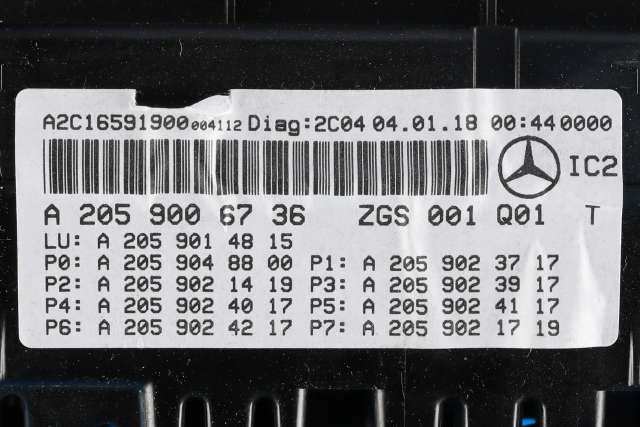 A2C16591900004112 Diag:2C04 04.01.18 00:44 0000
IC2
A 205 900 67 36 ZGS 001 Q01 T
LU: A 205 901 48 15
P0: A 205 904 88 00 P1: A 205 902 37 17
P2: A 205 902 14 19 P3: A 205 902 39 17
P4: A 205 902 40 17 P5: A 205 902 41 17
P6: A 205 902 42 17 P7: A 205 902 17 19